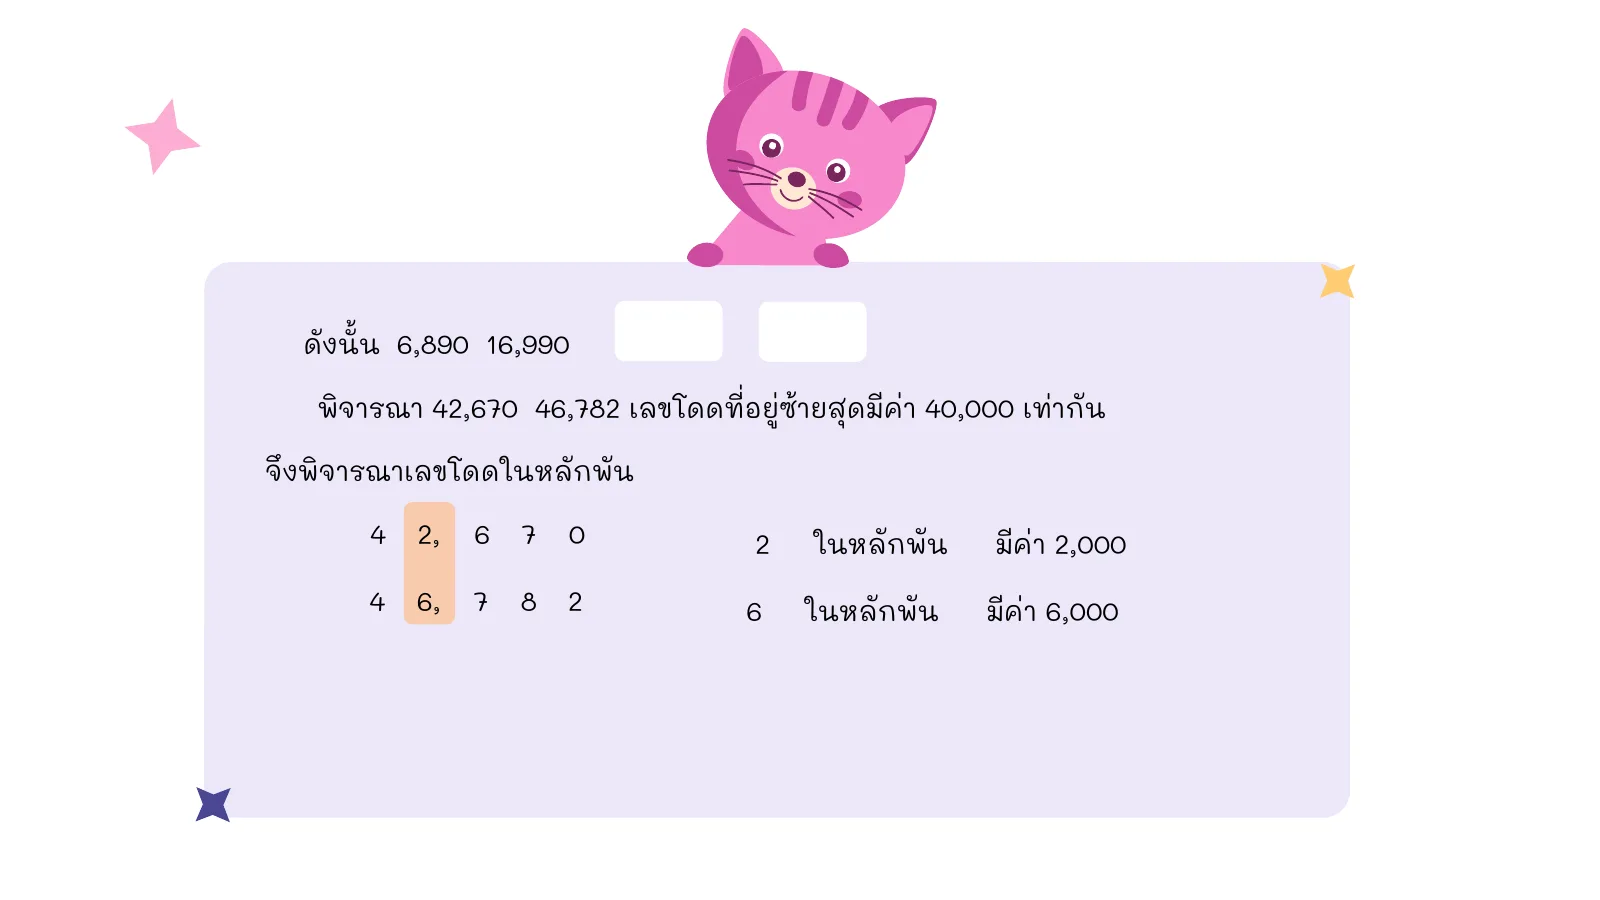 ดังนั้น 6,890 16,990
พิจารณา 42,670 46,782 เลขโดดที่อยู่ซ้ายสุดมีค่า 40,000 เท่ากัน
จึงพิจารณาเลขโดดในหลักพัน
4 2, 6 7 0
2 ในหลักพัน มีค่า 2,000
4 6, 7 8 2
6 ในหลักพัน มีค่า 6,000